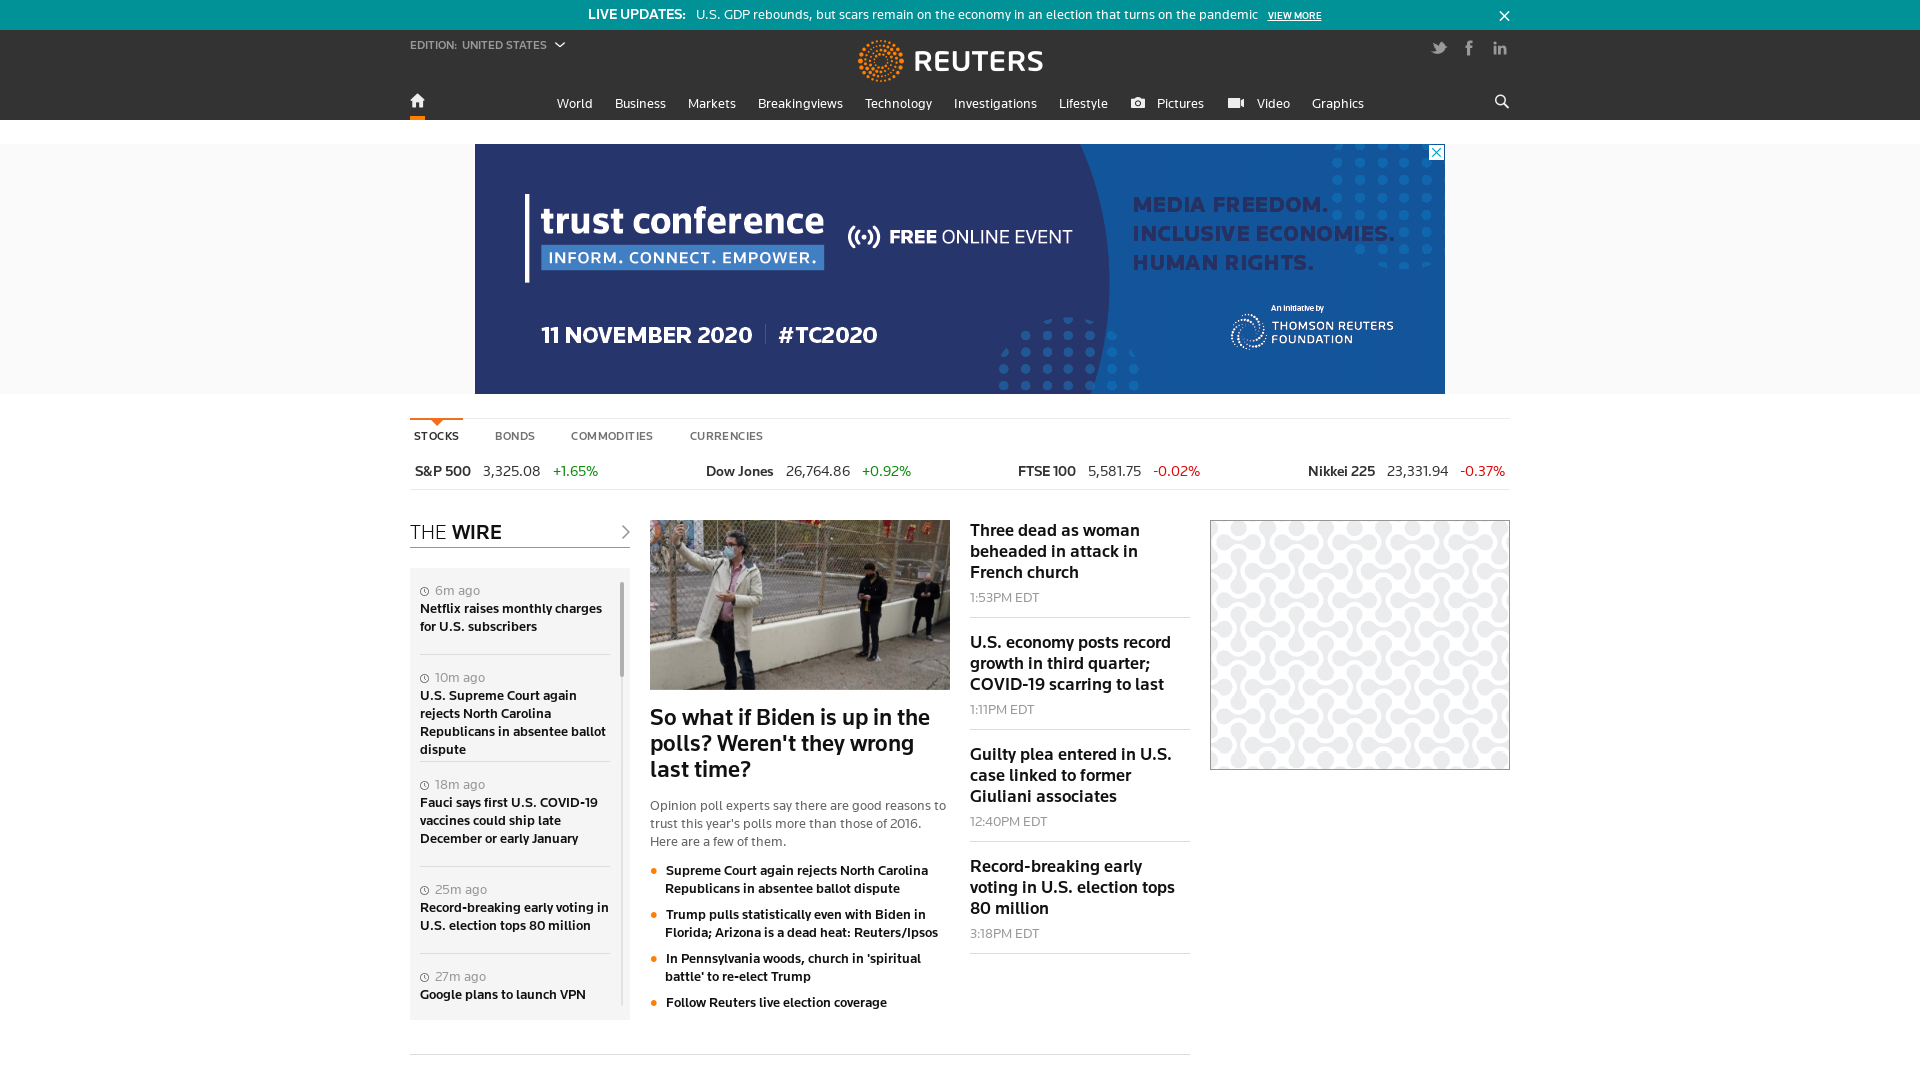 LIVE UPDATES: U.S. GDP rebounds, but scars remain on the economy in an election that turns on the pandemic VIEW MORE
EDITION: UNITED STATES
REUTERS
World Business Markets Breakingviews Technology Investigations Lifestyle Pictures Video Graphics
trust conference
INFORM. CONNECT. EMPOWER.
FREE ONLINE EVENT
11 NOVEMBER 2020 #TC2020
MEDIA FREEDOM.
INCLUSIVE ECONOMIES.
HUMAN RIGHTS.
An initiative by
THOMSON REUTERS
FOUNDATION
STOCKS BONDS COMMODITIES CURRENCIES
S&P 500 3,325.08 +1.65% Dow Jones 26,764.86 +0.92% FTSE 100 5,581.75 -0.02% Nikkei 225 23,331.94 -0.37%
THE WIRE
6m ago
Netflix raises monthly charges
for U.S. subscribers
10m ago
U.S. Supreme Court again
rejects North Carolina
Republicans in absentee ballot
dispute
18m ago
Fauci says first U.S. COVID-19
vaccines could ship late
December or early January
25m ago
Record-breaking early voting in
U.S. election tops 80 million
27m ago
Google plans to launch VPN
So what if Biden is up in the
polls? Weren't they wrong
last time?
Opinion poll experts say there are good reasons to
trust this year's polls more than those of 2016.
Here are a few of them.
Supreme Court again rejects North Carolina
Republicans in absentee ballot dispute
Trump pulls statistically even with Biden in
Florida; Arizona is a dead heat: Reuters/Ipsos
In Pennsylvania woods, church in 'spiritual
battle' to re-elect Trump
Follow Reuters live election coverage
Three dead as woman
beheaded in attack in
French church
1:53PM EDT
U.S. economy posts record
growth in third quarter;
COVID-19 scarring to last
1:11PM EDT
Guilty plea entered in U.S.
case linked to former
Giuliani associates
12:40PM EDT
Record-breaking early
voting in U.S. election tops
80 million
3:18PM EDT